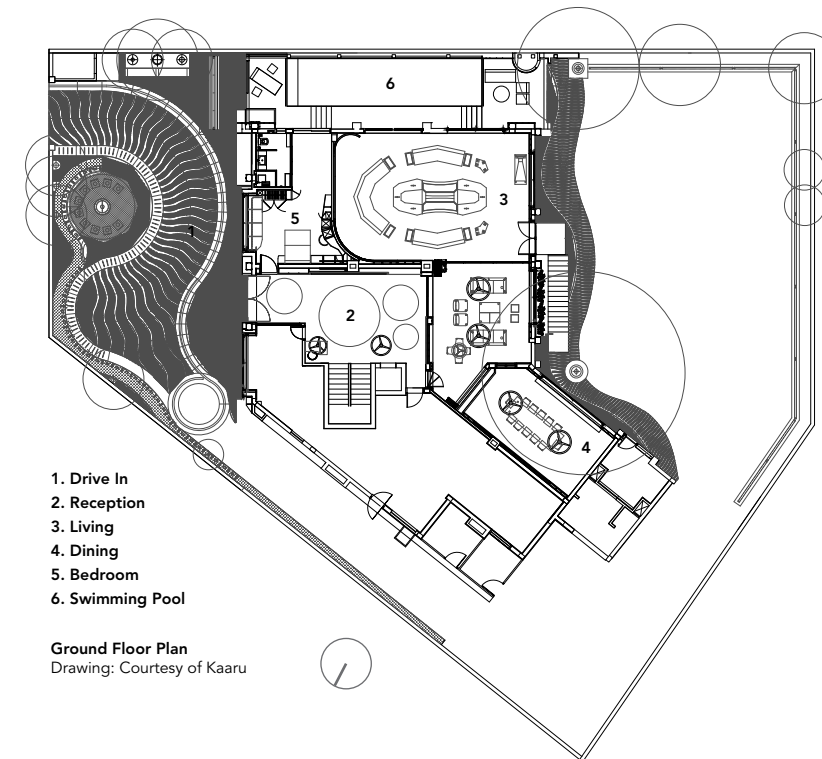 6
3
5
1
2
4
1. Drive In
2. Reception
3. Living
4. Dining
5. Bedroom
6. Swimming Pool
Ground Floor Plan
Drawing: Courtesy of Kaaru